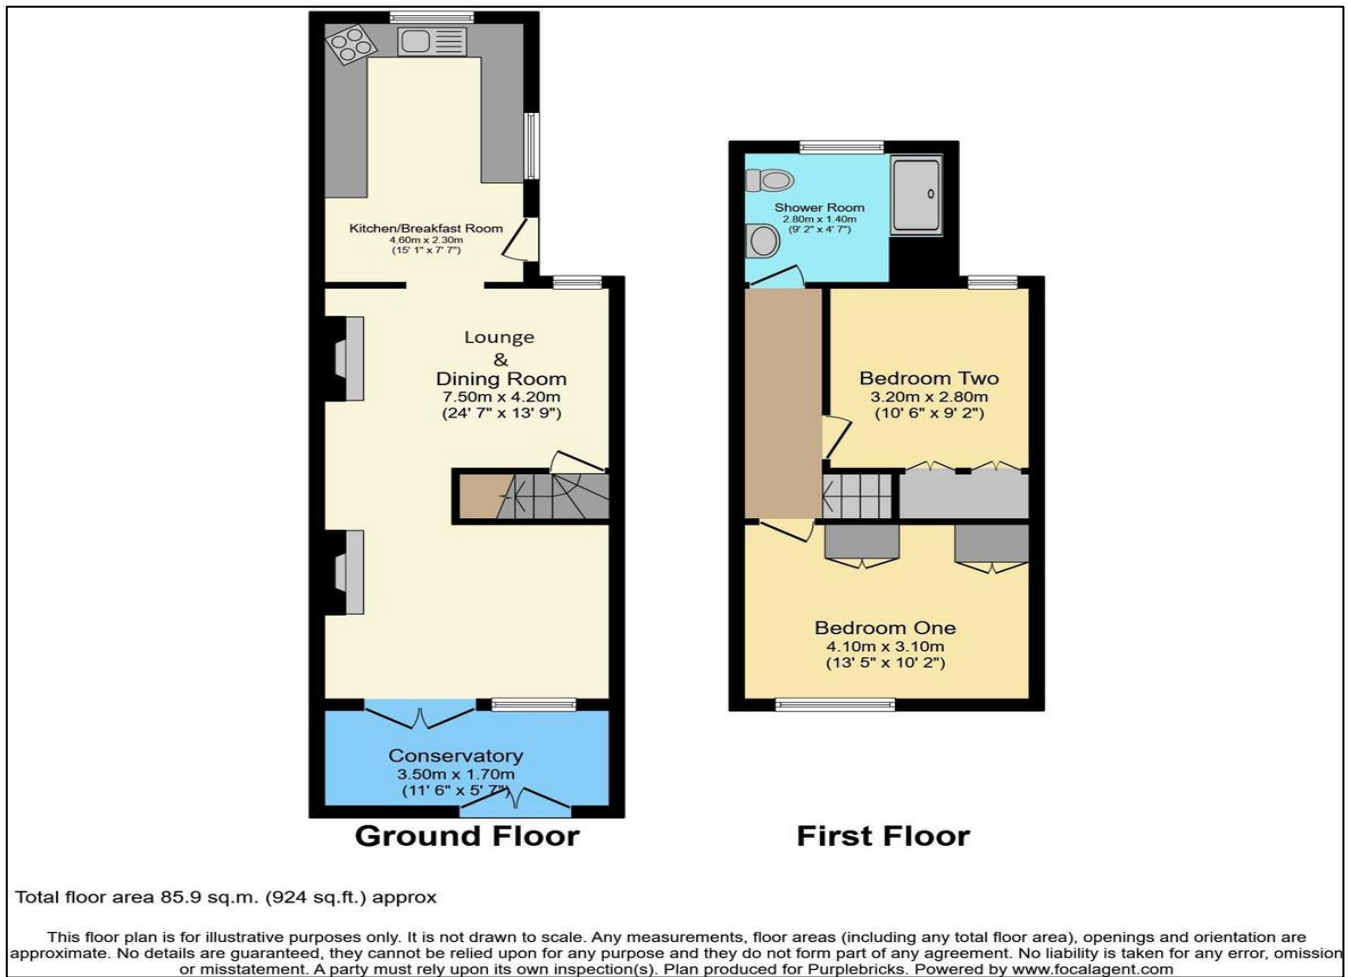 Kitchen/Breakfast Room
4.60m x 2.30m
(15' 1" x 7' 7")
Lounge
&
Dining Room
7.50m x 4.20m
(24' 7" x 13' 9")
Conservatory
3.50m x 1.70m
(11' 6" x 5' 7")
Ground Floor
Shower Room
2.80m x 1.40m
(9' 2" x 4' 7")
Bedroom Two
3.20m x 2.80m
(10' 6" x 9' 2")
Bedroom One
4.10m x 3.10m
(13' 5" x 10' 2")
First Floor
Total floor area 85.9 sq.m. (924 sq.ft.) approx
This floor plan is for illustrative purposes only. It is not drawn to scale. Any measurements, floor areas (including any total floor area), openings and orientation are
approximate. No details are guaranteed, they cannot be relied upon for any purpose and they do not form part of any agreement. No liability is taken for any error, omission
or misstatement. A party must rely upon its own inspection(s). Plan produced for Purplebricks. Powered by www.focalagent.com